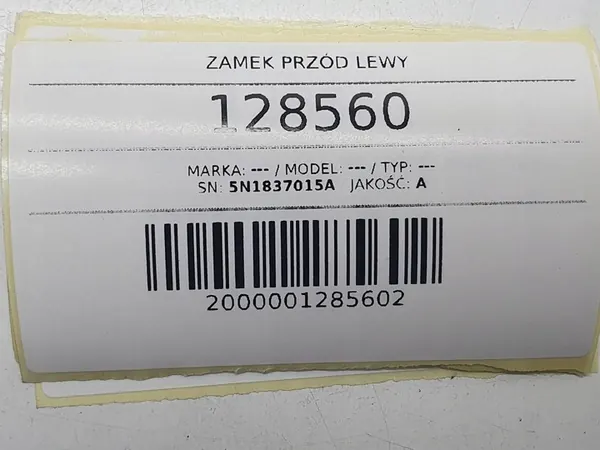 ZAMEK PRZÓD LEWY
128560
MARKA: --- / MODEL: --- / TYP: ---
SN: 5N1837015A JAKOŚĆ: A
2000001285602